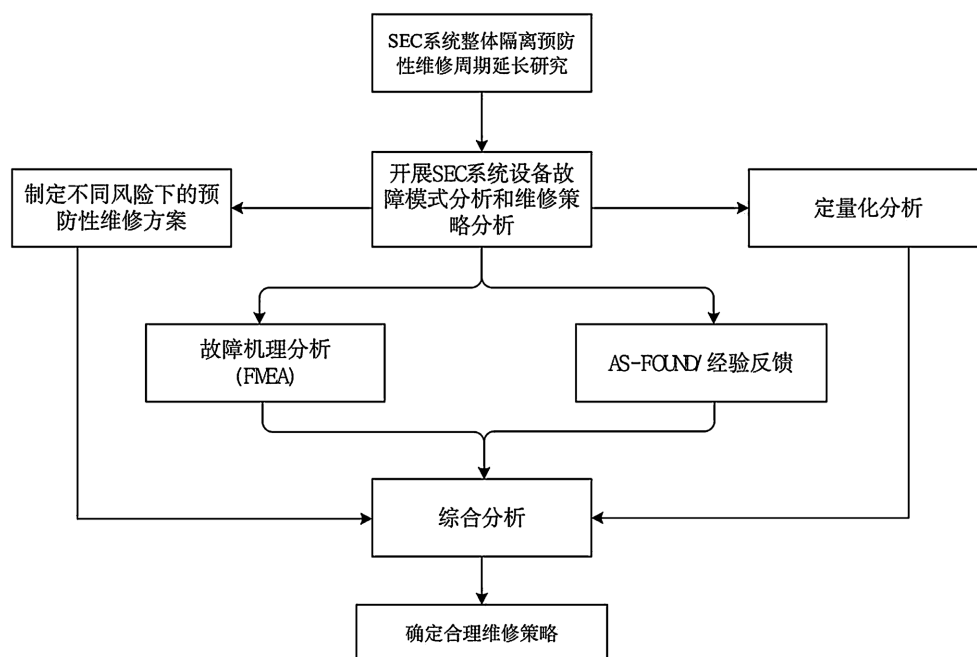 SEC系统整体隔离预防
性维修周期延长研究
开展SEC系统设备故
障模式分析和维修策
略分析
制定不同风险下的预
防性维修方案
定量化分析
故障机理分析
(FMEA)
AS-FOUND/经验反馈
综合分析
确定合理维修策略